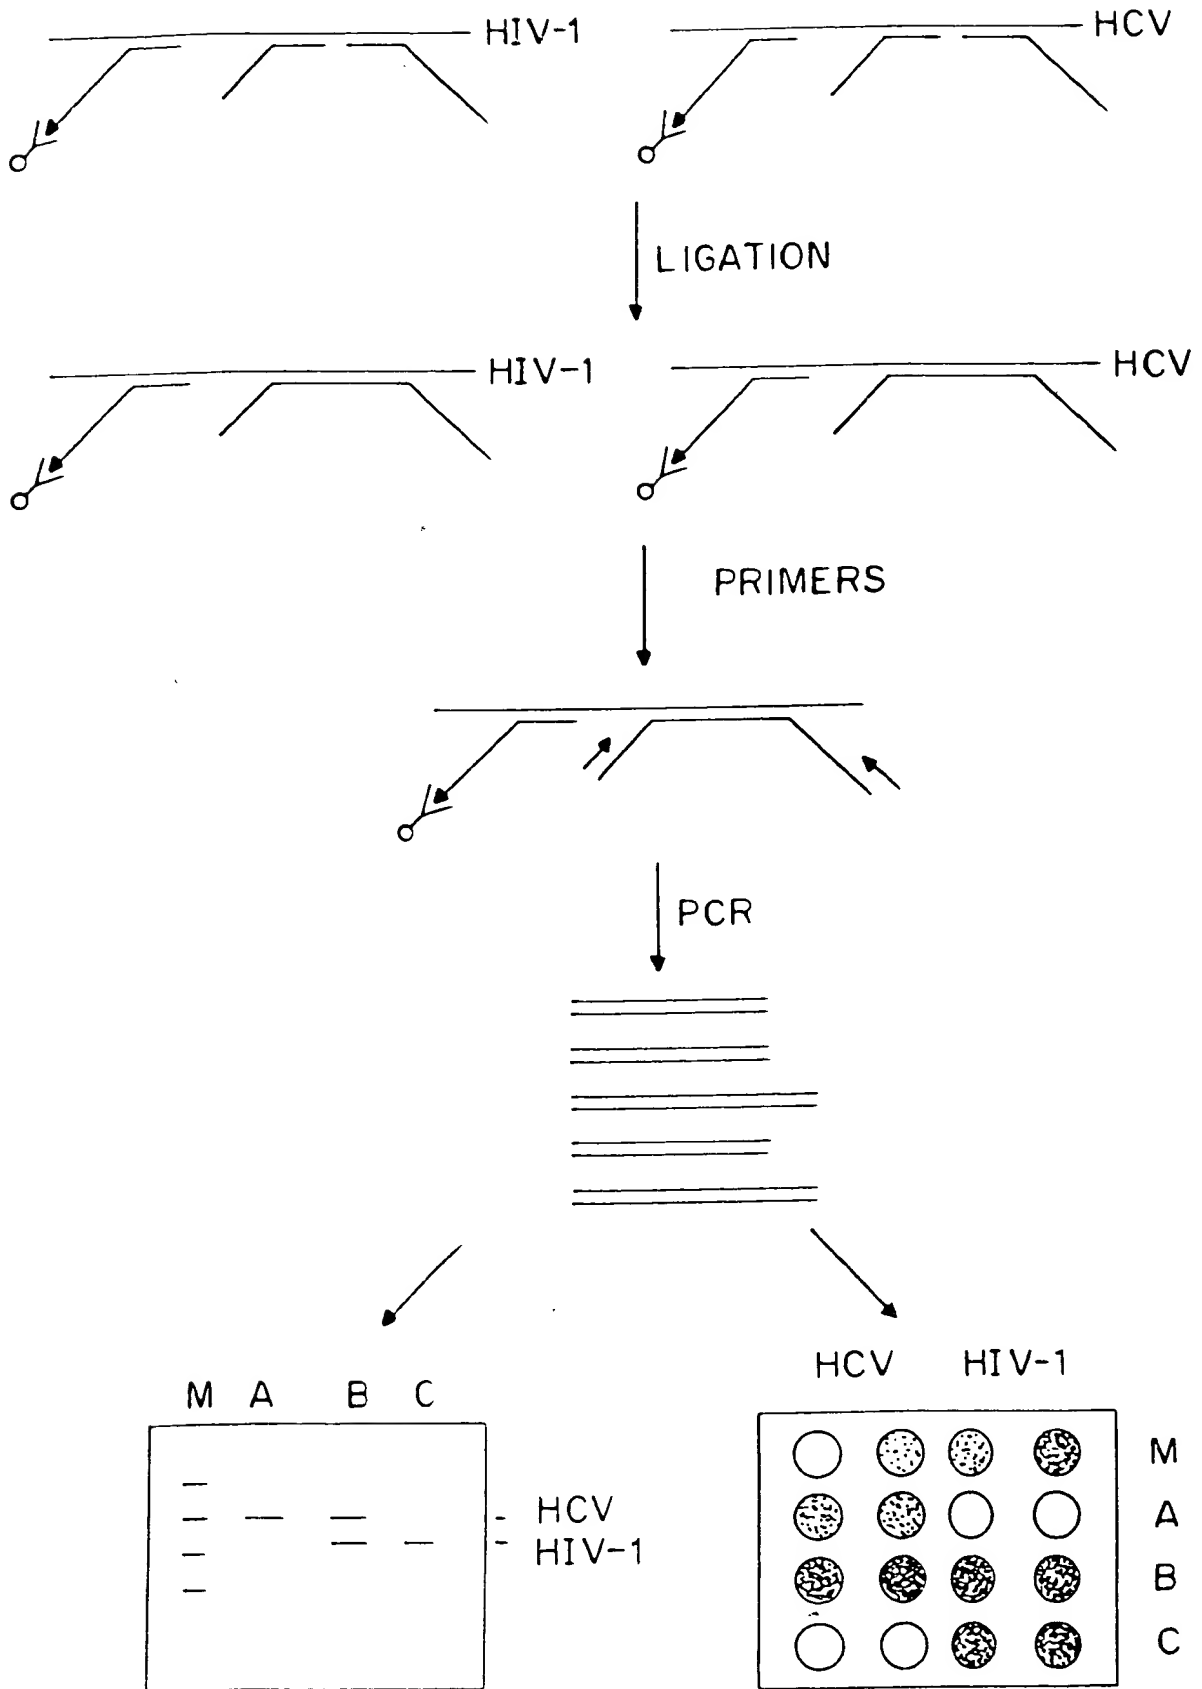 HIV-1
HCV
LIGATION
HIV-1
HCV
PRIMERS
PCR
HCV HIV-1
M A B C
M
A
HCV
HIV-1
B
C